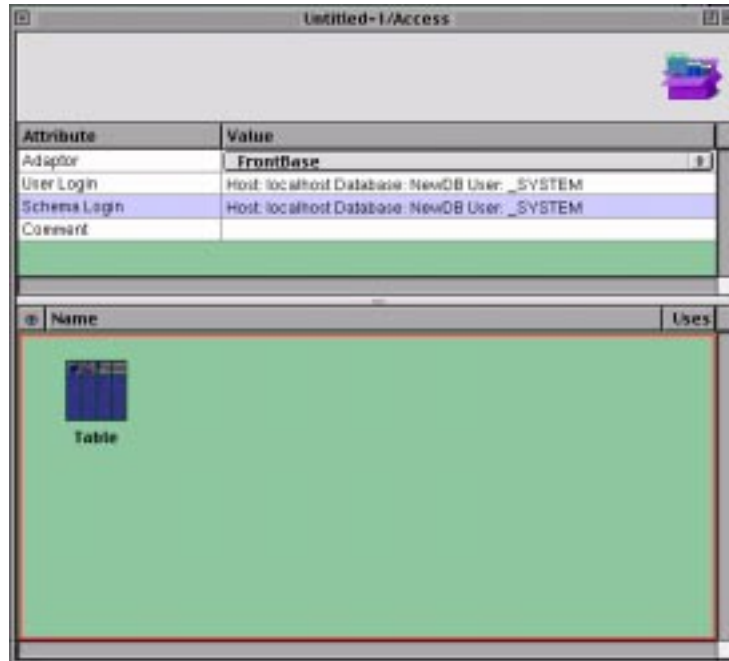 Untitled-1/Access
Attribute Value
Adaptor FrontBase
User Login Host: localhost Database: NewDB User: _SYSTEM
Schema Login Host: localhost Database: NewDB User: _SYSTEM
Comment
Name Uses
Table